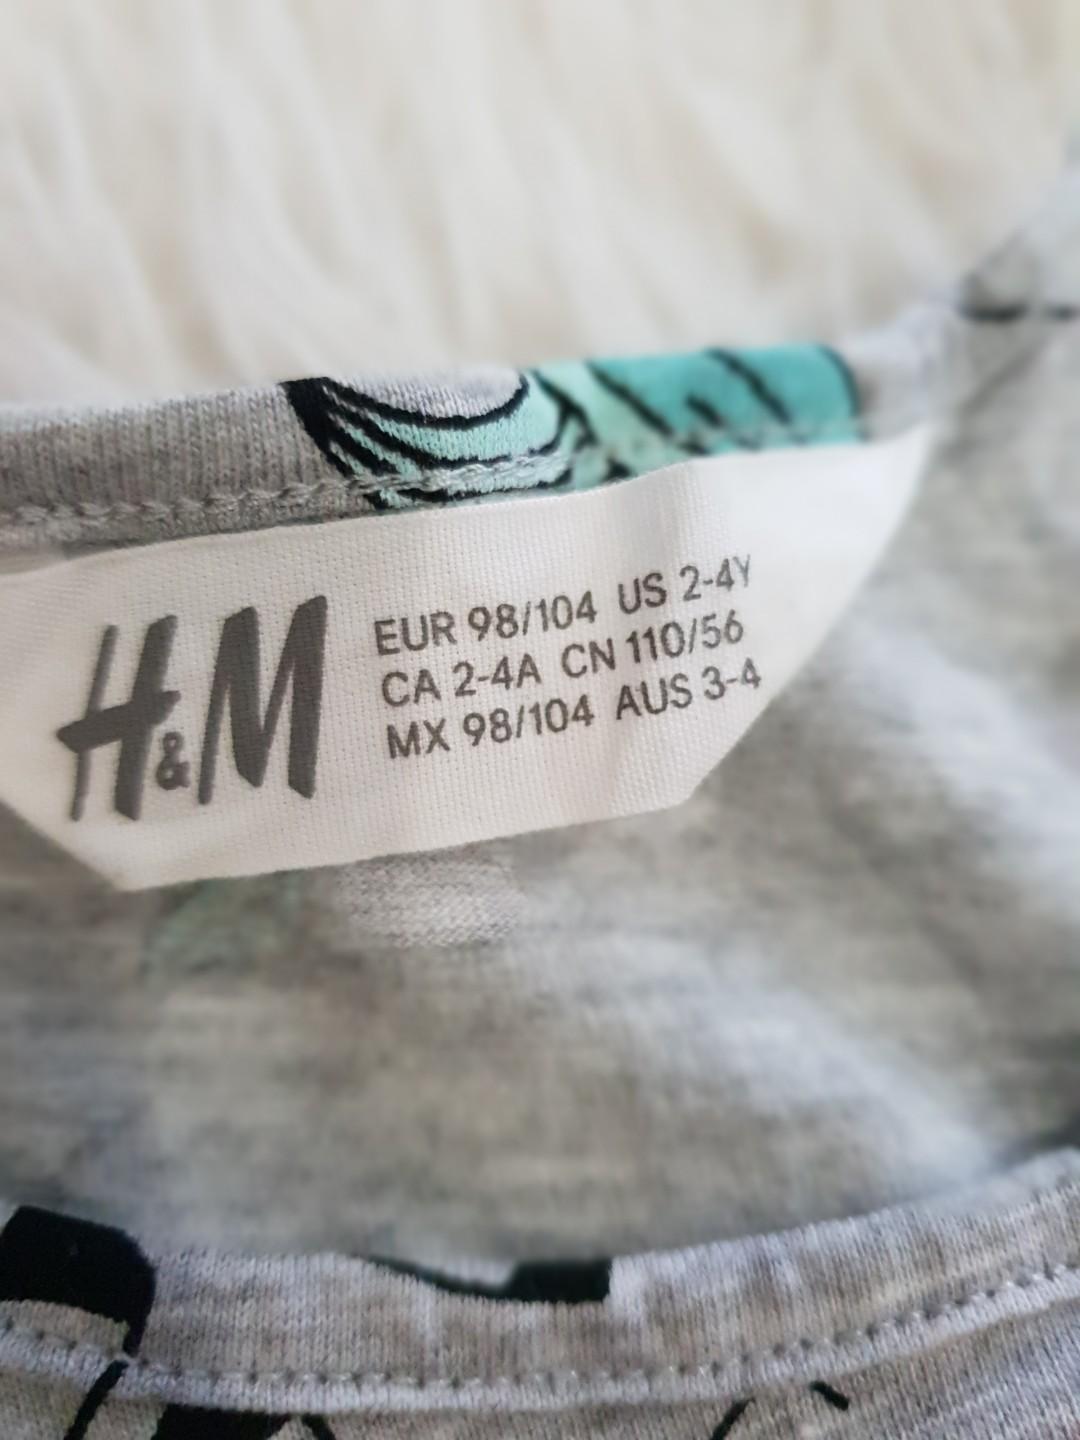 H&M
EUR 98/104 US 2-4Y
CA 2-4A CN 110/56
MX 98/104 AUS 3-4